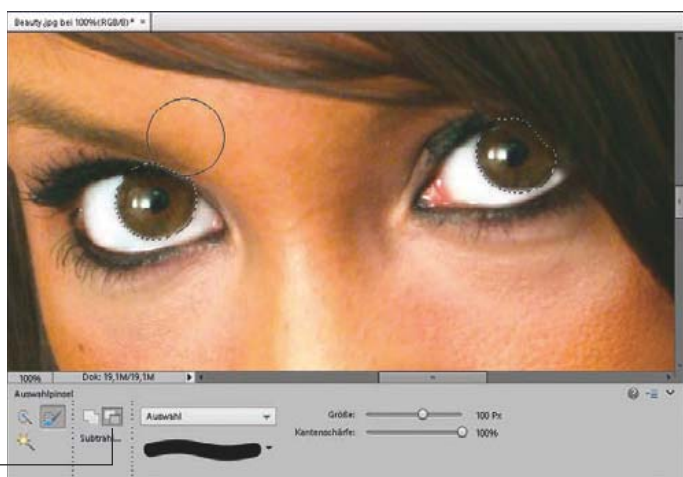 Beauty.jpg bei 100%(RGB/8)* ×
100% Dok: 19,1M/19,1M
Auswahlpinsel
Auswahl
Größe: 100 Px
Subtrahi...
Kantenschärfe: 100%